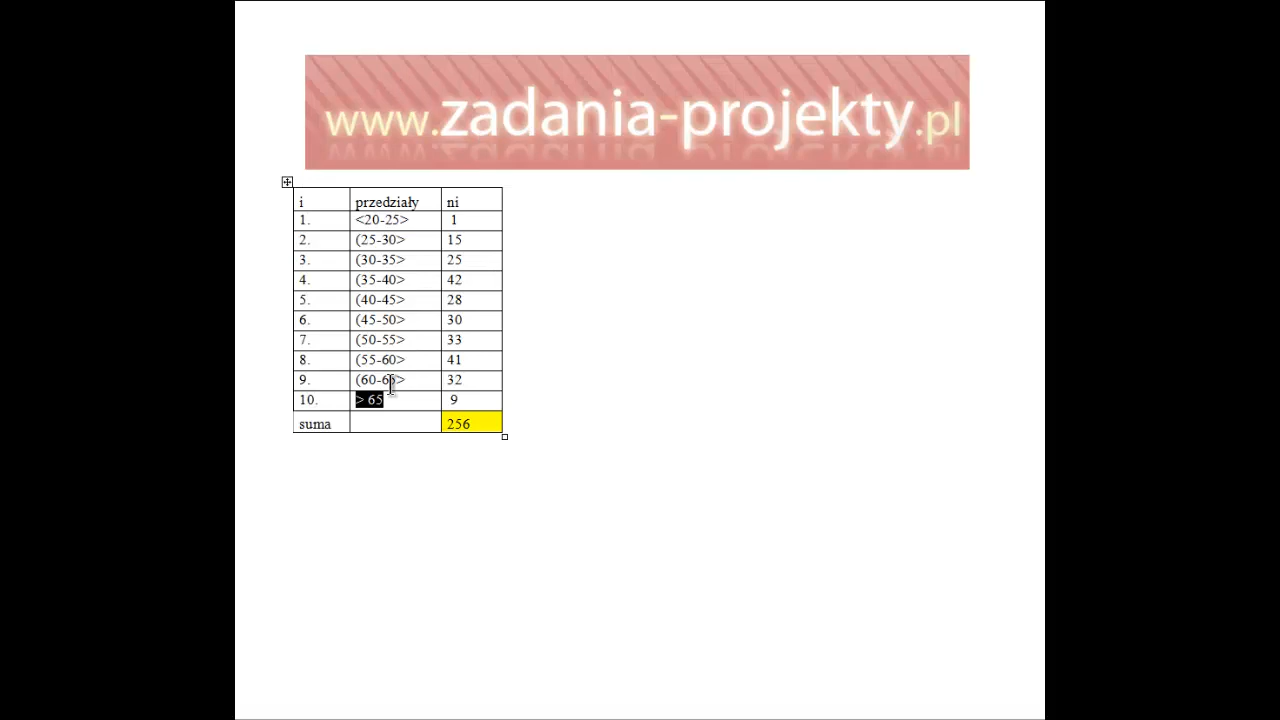 www.zadania-projekty.pl
i przedziały ni
1. <20-25> 1
2. (25-30> 15
3. (30-35> 25
4. (35-40> 42
5. (40-45> 28
6. (45-50> 30
7. (50-55> 33
8. (55-60> 41
9. (60-65> 32
10. > 65 9
suma 256